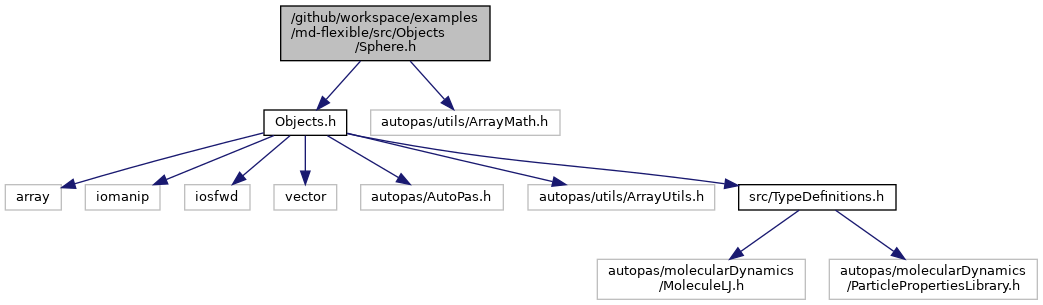 /github/workspace/examples
/md-flexible/src/Objects
/Sphere.h
Objects.h
autopas/utils/ArrayMath.h
array
iomanip
iosfwd
vector
autopas/AutoPas.h
autopas/utils/ArrayUtils.h
src/TypeDefinitions.h
autopas/molecularDynamics
/MoleculeLJ.h
autopas/molecularDynamics
/ParticlePropertiesLibrary.h